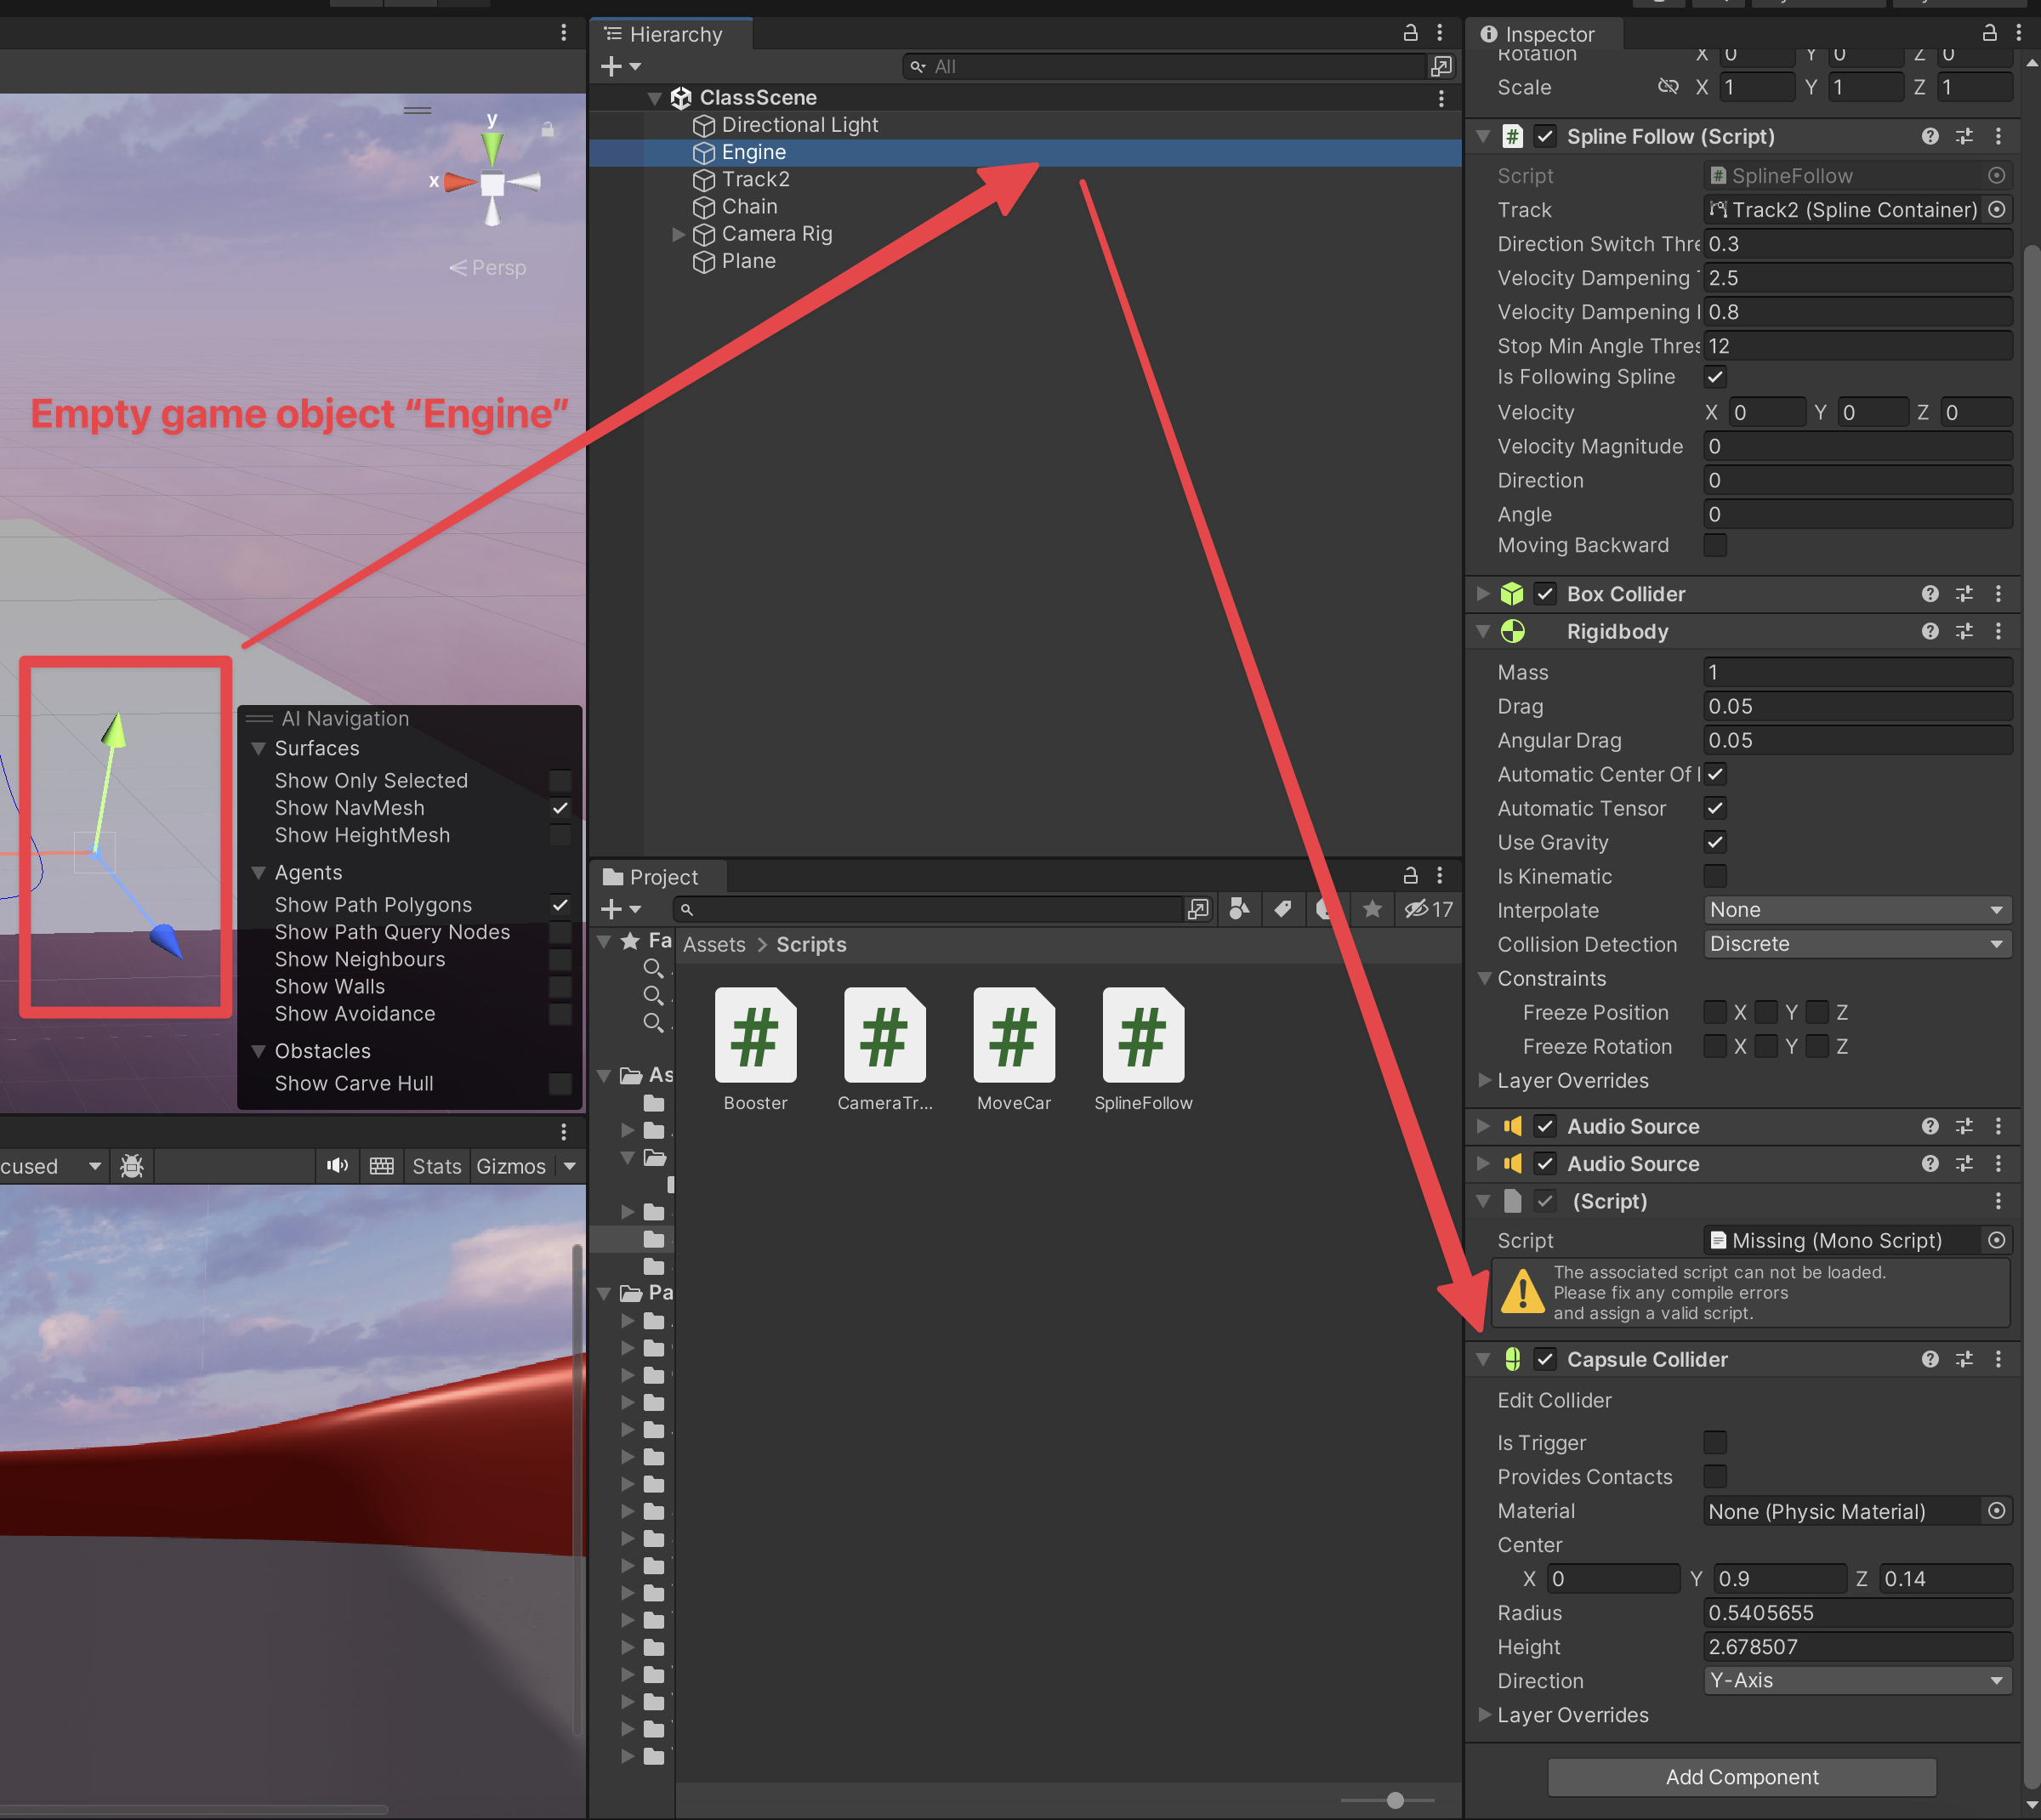 Hierarchy
All
ClassScene
Directional Light
Engine
Track2
Chain
Camera Rig
Plane
y
x
Persp
Empty game object “Engine”
AI Navigation
Surfaces
Show Only Selected
Show NavMesh
Show HeightMesh
Agents
Show Path Polygons
Show Path Query Nodes
Show Neighbours
Show Walls
Show Avoidance
Obstacles
Show Carve Hull
cused
Stats
Gizmos
Project
17
Fa
As
Pa
Assets > Scripts
Booster
CameraTr...
MoveCar
SplineFollow
Inspector
Rotation X 0 Y 0 Z 0
Scale X 1 Y 1 Z 1
# Spline Follow (Script)
Script # SplineFollow
Track Track2 (Spline Container)
Direction Switch Thre 0.3
Velocity Dampening 2.5
Velocity Dampening 0.8
Stop Min Angle Thres 12
Is Following Spline
Velocity X 0 Y 0 Z 0
Velocity Magnitude 0
Direction 0
Angle 0
Moving Backward
Box Collider
Rigidbody
Mass 1
Drag 0.05
Angular Drag 0.05
Automatic Center Of
Automatic Tensor
Use Gravity
Is Kinematic
Interpolate None
Collision Detection Discrete
Constraints
Freeze Position X Y Z
Freeze Rotation X Y Z
Layer Overrides
Audio Source
Audio Source
(Script)
Script Missing (Mono Script)
The associated script can not be loaded.
Please fix any compile errors
and assign a valid script.
Capsule Collider
Edit Collider
Is Trigger
Provides Contacts
Material None (Physic Material)
Center
X 0 Y 0.9 Z 0.14
Radius 0.5405655
Height 2.678507
Direction Y-Axis
Layer Overrides
Add Component